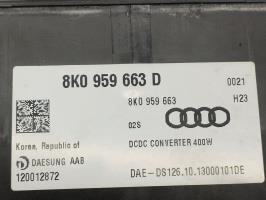 8K0 959 663 D
0021
8K0 959 663
H23
02S
Korea, Republic of
DCDC CONVERTER 400W
DAESUNG AAB
120012872
DAE-DS126.10.13000101DE